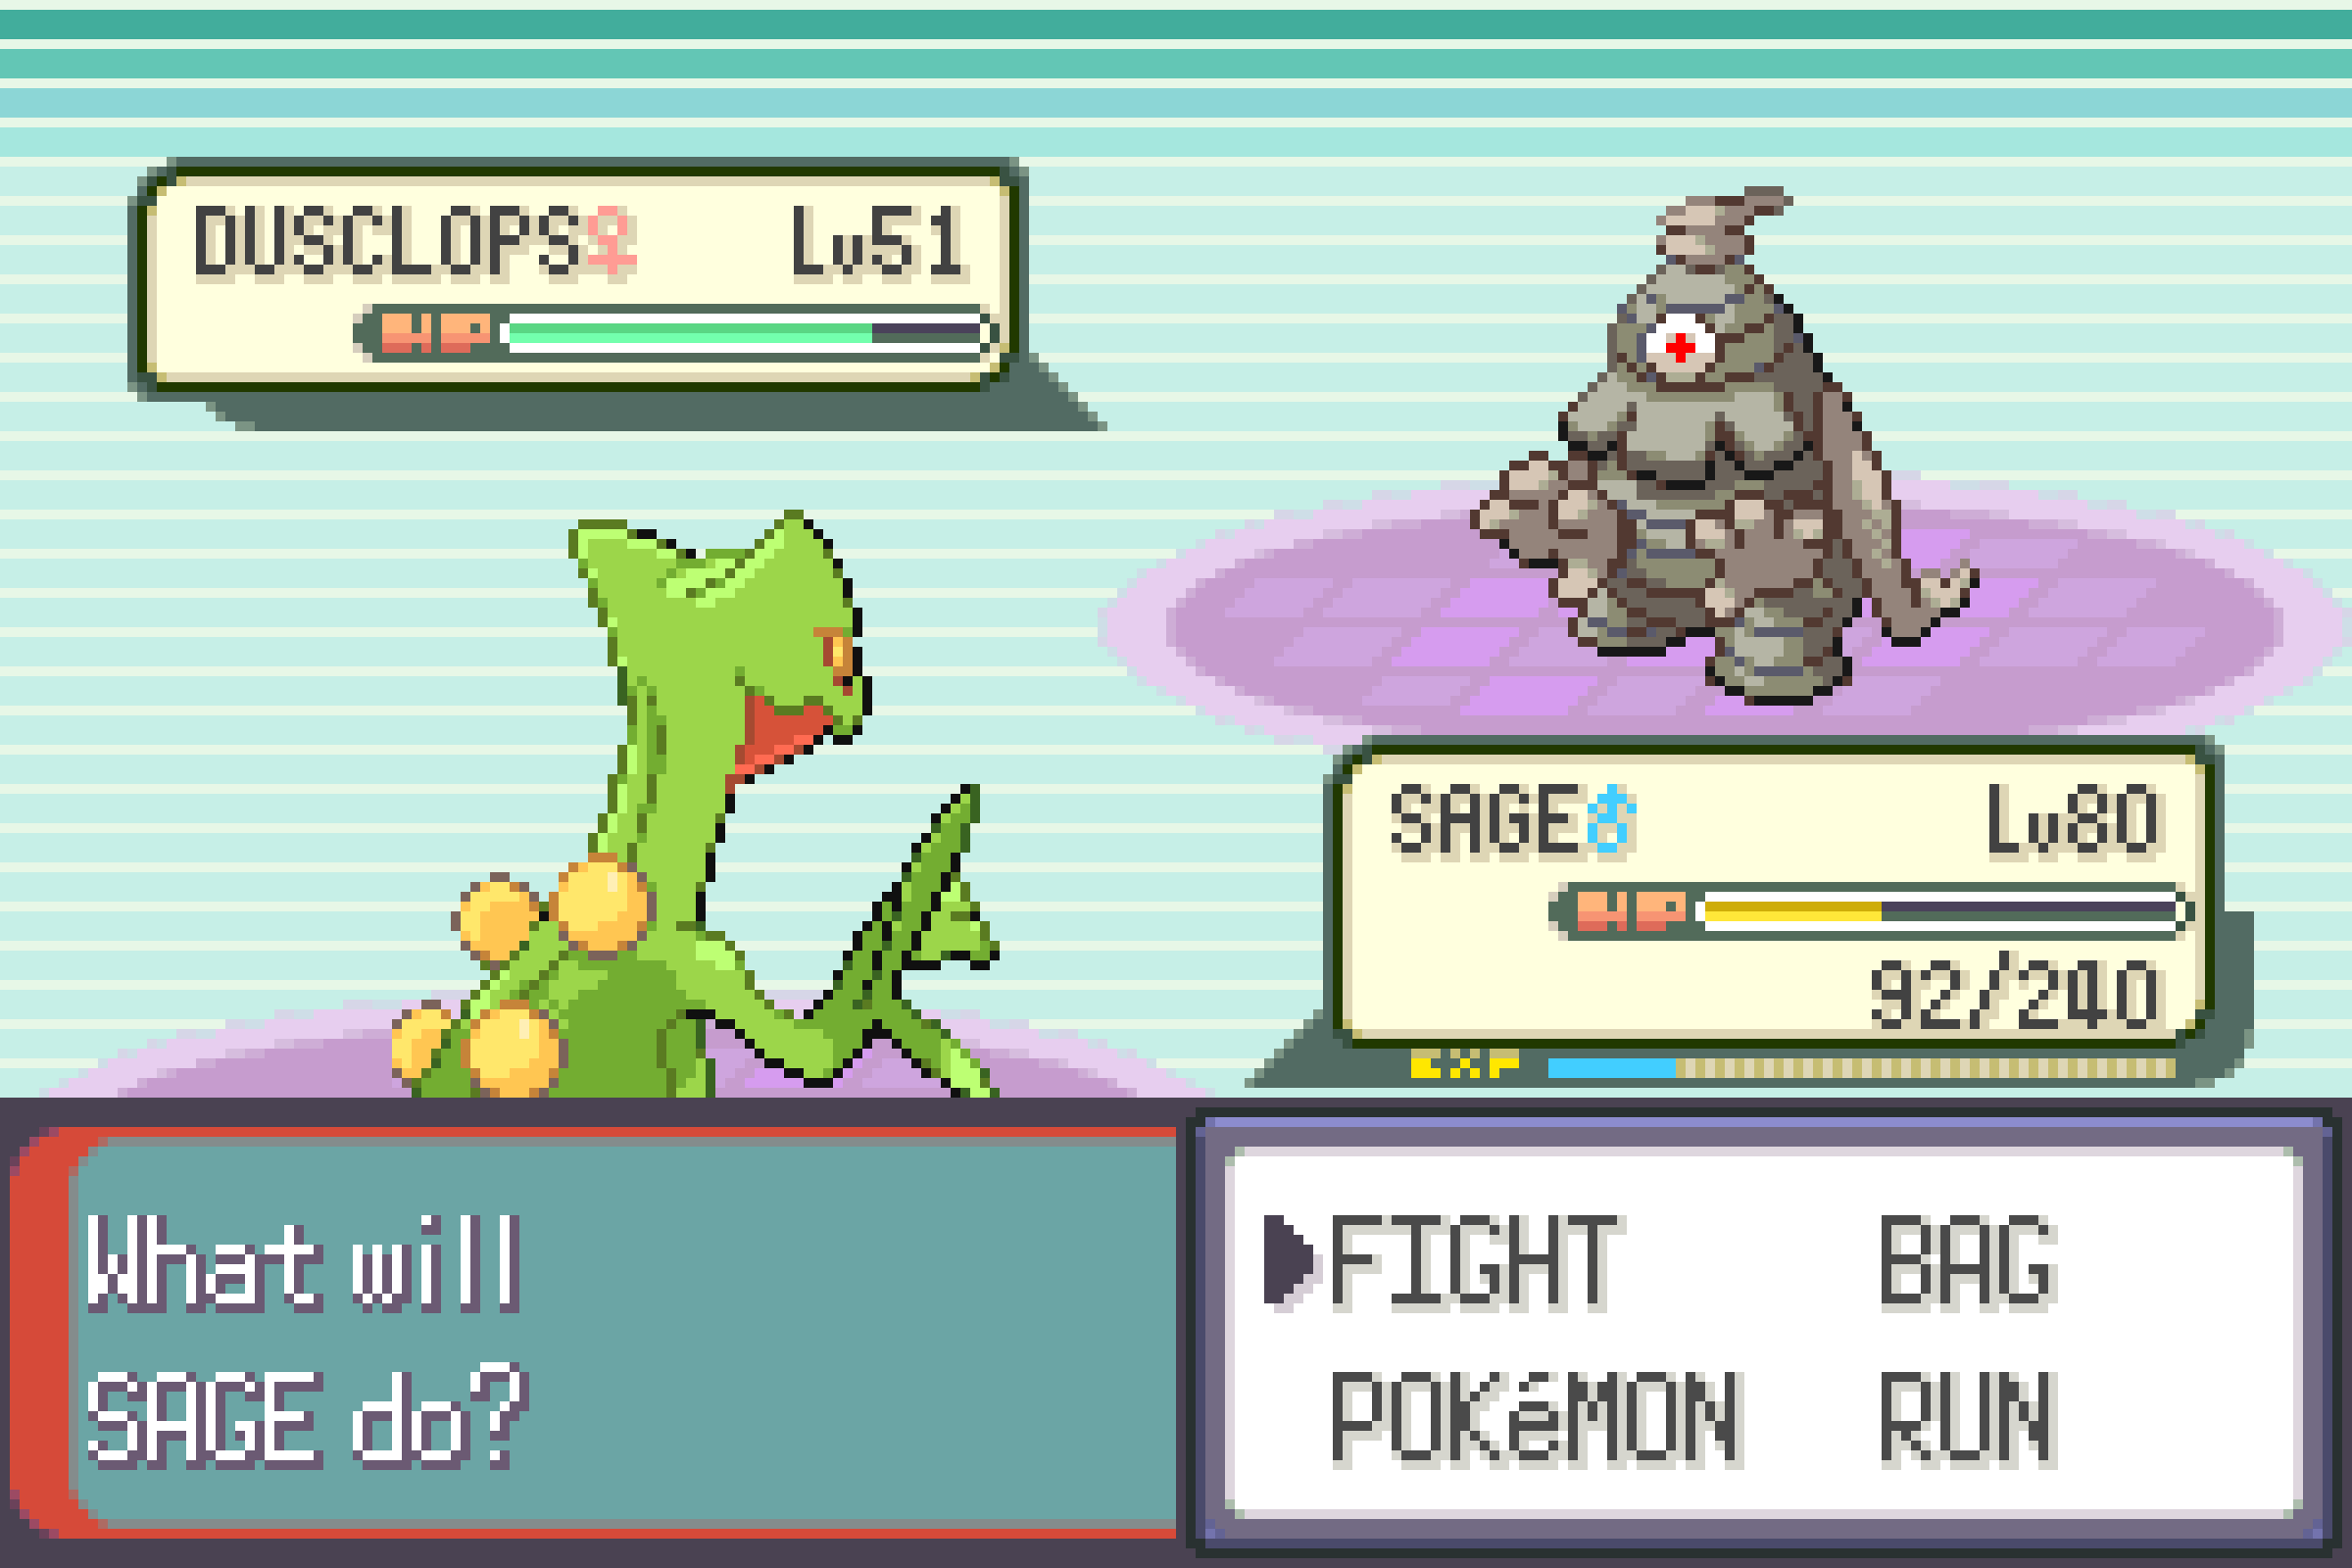 DUSCLOPS♀ Lv51
HP
SAGE♂ Lv80
HP
92/240
EXP
What will
SAGE do?
FIGHT BAG
POKéMON RUN